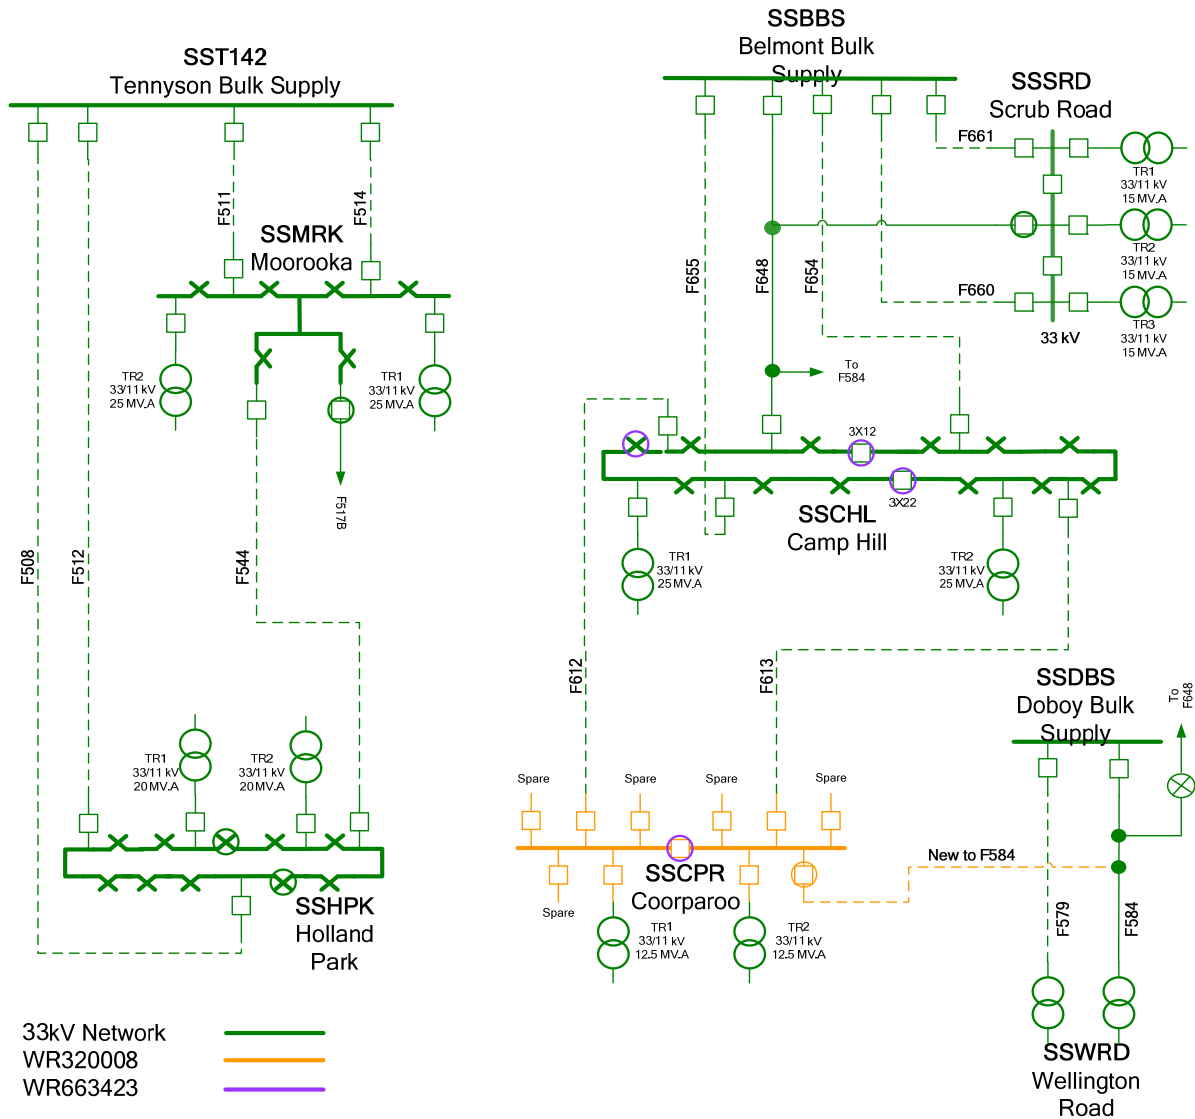 SST142
Tennyson Bulk Supply
F511
F514
SSMRK
Moorooka
TR2
33/11 kV
25 MV.A
TR1
33/11 kV
25 MV.A
F517B
F508
F512
F544
TR1
33/11 kV
20 MV.A
TR2
33/11 kV
20 MV.A
SSHPK
Holland
Park
SSBBS
Belmont Bulk
Supply
SSSRD
Scrub Road
F661
TR1
33/11 kV
15 MV.A
TR2
33/11 kV
15 MV.A
F660
TR3
33/11 kV
15 MV.A
33 kV
F655
F648
F654
To
F584
3X12
3X22
SSCHL
Camp Hill
TR1
33/11 kV
25 MV.A
TR2
33/11 kV
25 MV.A
F612
F613
SSDBS
Doboy Bulk
Supply
To
F648
Spare
Spare
Spare
Spare
New to F584
SSCPR
Coorparoo
Spare
TR1
33/11 kV
12.5 MV.A
TR2
33/11 kV
12.5 MV.A
F579
F584
SSWRD
Wellington
Road
33kV Network
WR320008
WR663423